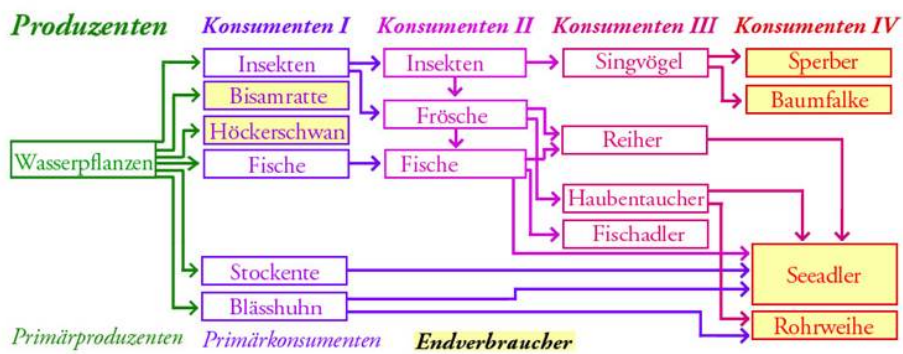 Produzenten Konsumenten I Konsumenten II Konsumenten III Konsumenten IV
Insekten Insekten Singvögel Sperber
Bisamratte Baumfalke
Frösche
Höckerschwan Reiher
Wasserpflanzen Fische Fische
Haubentaucher
Fischadler
Stockente Seeadler
Blässhuhn
Rohrweihe
Primärproduzenten Primärkonsumenten Endverbraucher